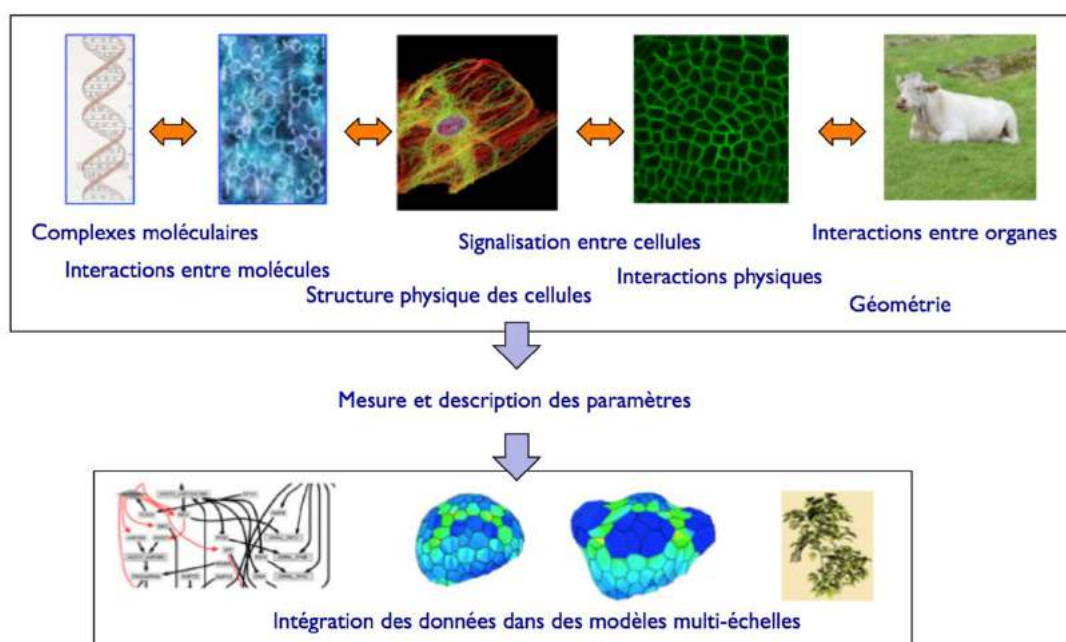 Complexes moléculaires
Signalisation entre cellules
Interactions entre organes
Interactions entre molécules
Interactions physiques
Structure physique des cellules
Géométrie
Mesure et description des paramètres
Intégration des données dans des modèles multi-échelles